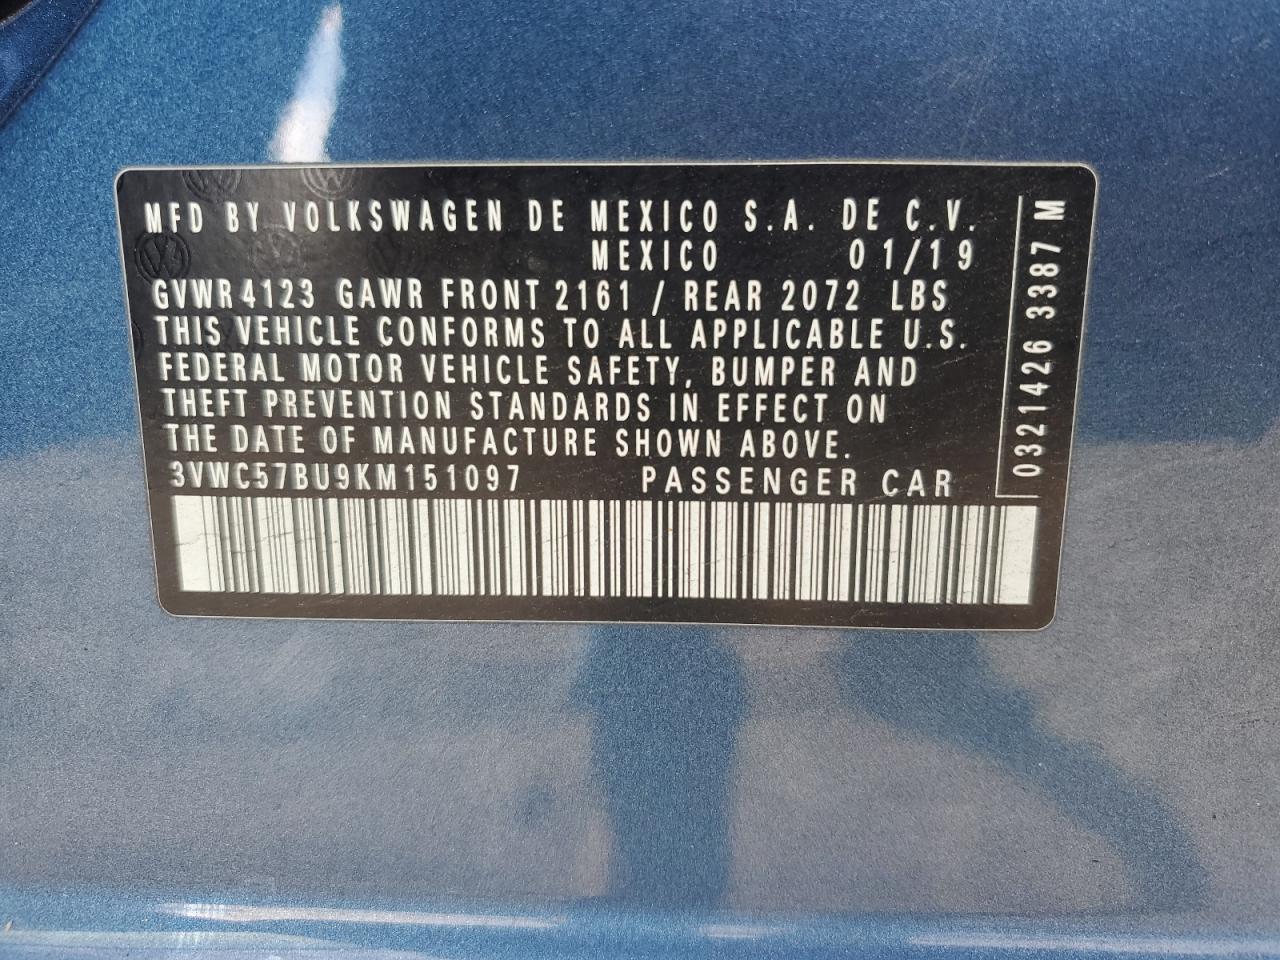 MFD BY VOLKSWAGEN DE MEXICO S.A. DE C.V.
MEXICO 01/19
GVWR 4123 GAWR FRONT 2161 / REAR 2072 LBS
THIS VEHICLE CONFORMS TO ALL APPLICABLE U.S.
FEDERAL MOTOR VEHICLE SAFETY, BUMPER AND
THEFT PREVENTION STANDARDS IN EFFECT ON
THE DATE OF MANUFACTURE SHOWN ABOVE.
3VWC57BU9KM151097 PASSENGER CAR
0321426 3387 M